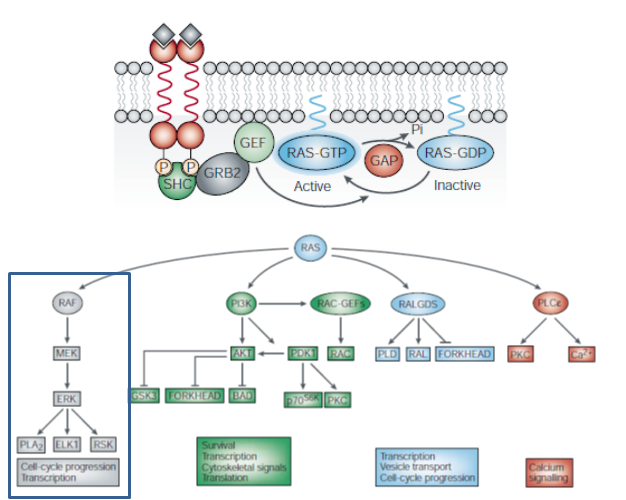 GEF
Pi
RAS-GTP
GAP
RAS-GDP
P
P
SHC
GRB2
Active
Inactive
RAS
RAF
PI3K
RAC-GEFs
RALGDS
PLCε
MEK
AKT
PDK1
RAC
PLD
RAL
FORKHEAD
PKC
Ca2+
ERK
GSK3
FORKHEAD
BAD
p70S6K
PKC
PLA2
ELK1
RSK
Cell-cycle progression
Transcription
Survival
Transcription
Cytoskeletal signals
Translation
Transcription
Vesicle transport
Cell-cycle progression
Calcium
signalling